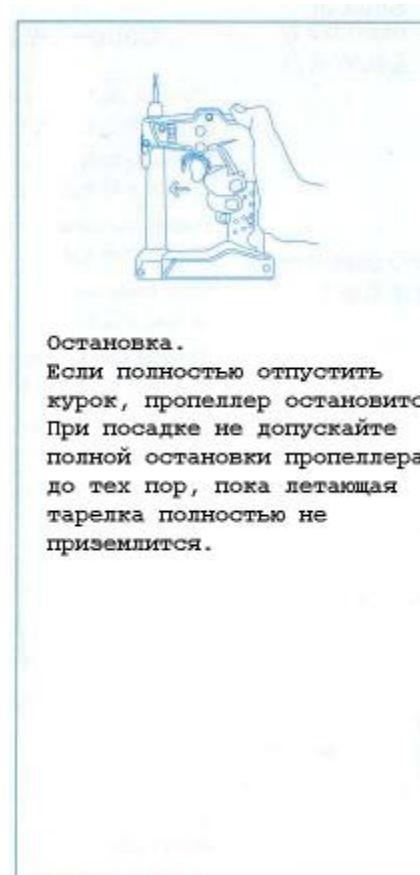 Остановка.
Если полностью отпустить
курок, пропеллер остановитс
При посадке не допускайте
полной остановки пропеллера
до тех пор, пока летающая
тарелка полностью не
приземлится.